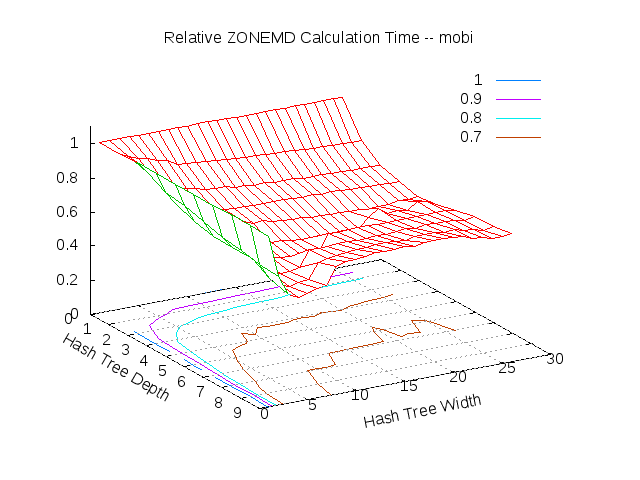 Relative ZONEMD Calculation Time -- mobi
1
0.9
0.8
0.7
1
0.8
0.6
0.4
0.2
0
0 1 2 3 4 5 6 7 8 9
Hash Tree Depth
0 5 10 15 20 25 30
Hash Tree Width